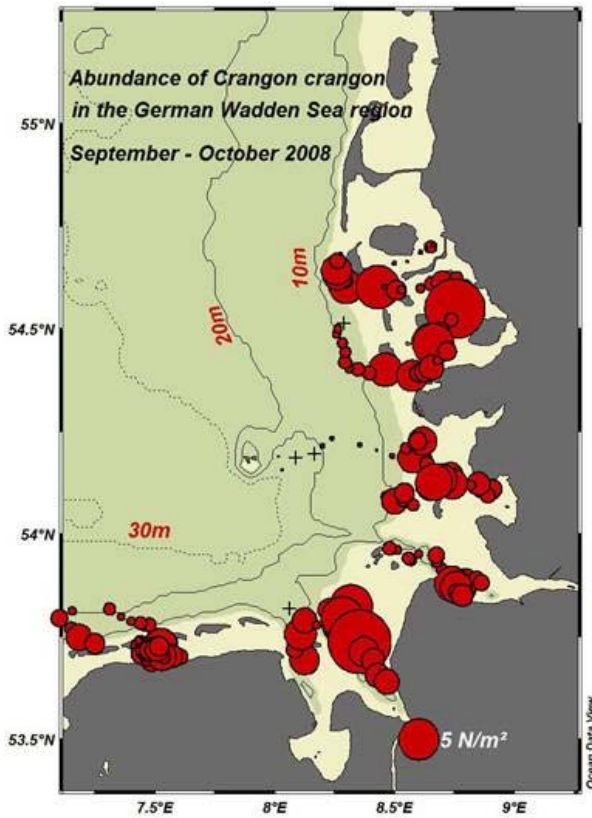 Abundance of Crangon crangon
in the German Wadden Sea region
September - October 2008
55°N
10m
20m
54.5°N
30m
54°N
53.5°N
5 N/m²
7.5°E
8°E
8.5°E
9°E
Ocean Data View